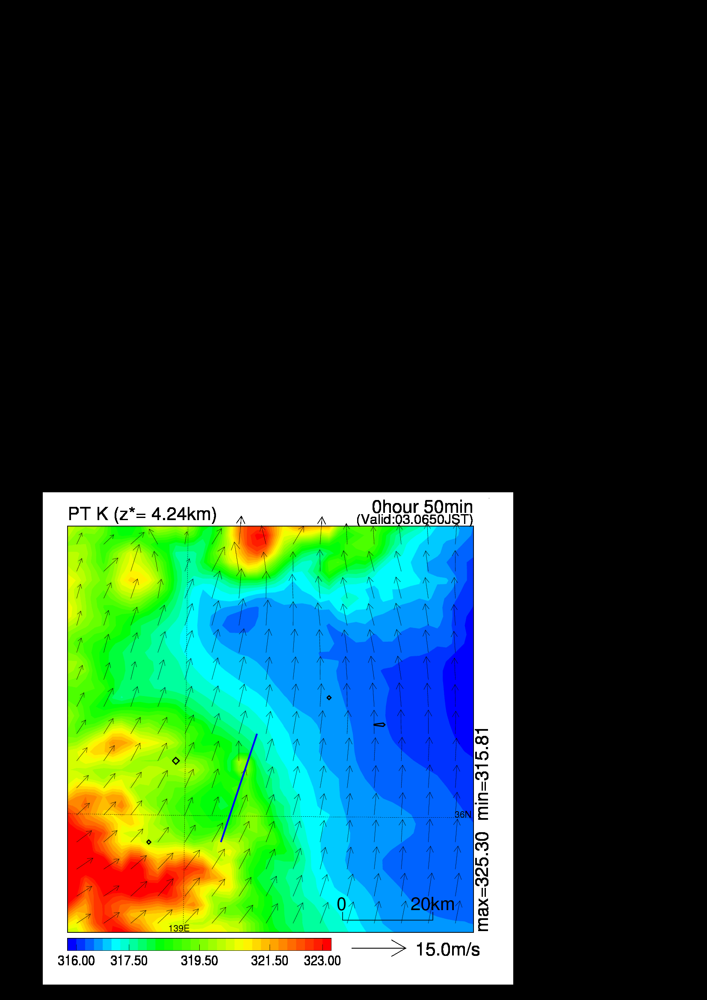 0hour 50min
PT K (z*= 4.24km)
(Valid:03.0650JST)
max=325.30 min=315.81
36N
0 20km
139E
15.0m/s
316.00 317.50 319.50 321.50 323.00